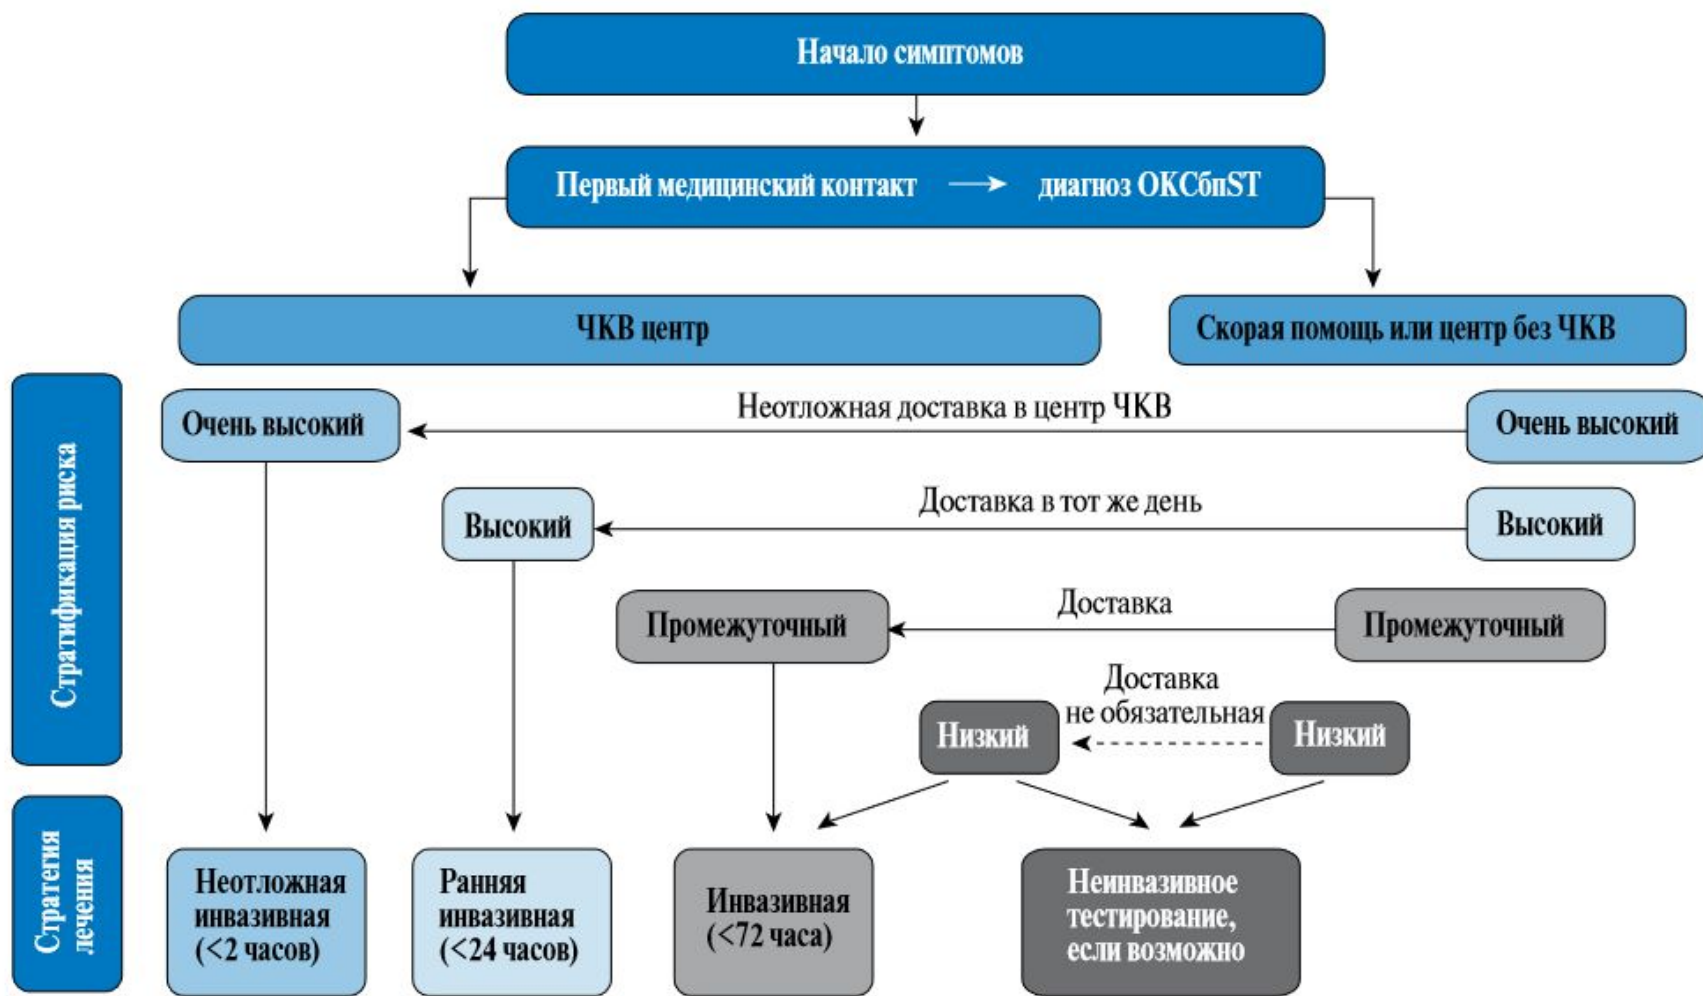 Начало симптомов
Первый медицинский контакт → диагноз ОКСбпST
ЧКВ центр
Скорая помощь или центр без ЧКВ
Стратификация риска
Очень высокий
Неотложная доставка в центр ЧКВ
Очень высокий
Высокий
Доставка в тот же день
Высокий
Промежуточный
Доставка
Промежуточный
Низкий
Доставка
не обязательная
Низкий
Стратегия
лечения
Неотложная
инвазивная
(<2 часов)
Ранняя
инвазивная
(<24 часов)
Инвазивная
(<72 часа)
Неинвазивное
тестирование,
если возможно